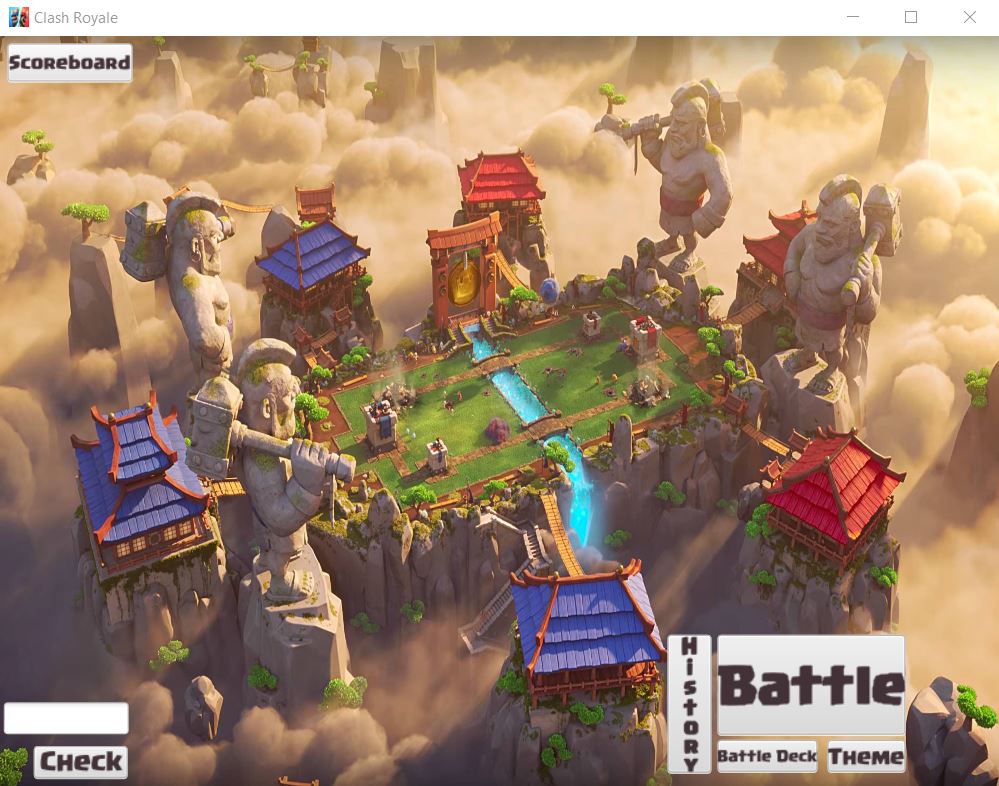 Clash Royale
Scoreboard
History
Battle
Battle Deck
Theme
Check